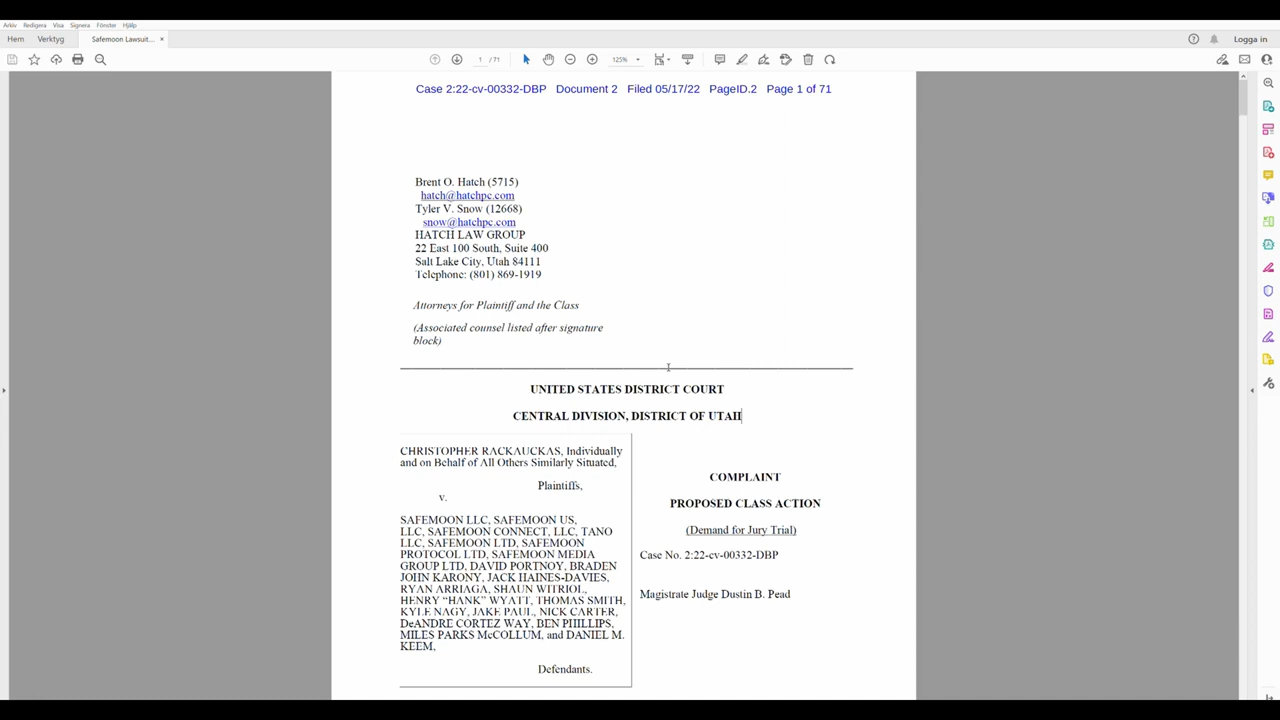 Arkiv Redigera Visa Signera Fönster Hjälp
Hem Verktyg Safemoon Lawsuit... × Logga in
1 / 71 125%
Case 2:22-cv-00332-DBP Document 2 Filed 05/17/22 PageID.2 Page 1 of 71
Brent O. Hatch (5715)
hatch@hatchpc.com
Tyler V. Snow (12668)
snow@hatchpc.com
HATCH LAW GROUP
22 East 100 South, Suite 400
Salt Lake City, Utah 84111
Telephone: (801) 869-1919
Attorneys for Plaintiff and the Class
(Associated counsel listed after signature
block)
UNITED STATES DISTRICT COURT
CENTRAL DIVISION, DISTRICT OF UTAH
CHRISTOPHER RACKAUCKAS, Individually
and on Behalf of All Others Similarly Situated,
Plaintiffs,
v.
SAFEMOON LLC, SAFEMOON US,
LLC, SAFEMOON CONNECT, LLC, TANO
LLC, SAFEMOON LTD, SAFEMOON
PROTOCOL LTD, SAFEMOON MEDIA
GROUP LTD, DAVID PORTNOY, BRADEN
JOHN KARONY, JACK HAINES-DAVIES,
RYAN ARRIAGA, SHAUN WITRIOL,
HENRY “HANK” WYATT, THOMAS SMITH,
KYLE NAGY, JAKE PAUL, NICK CARTER,
DeANDRE CORTEZ WAY, BEN PHILLIPS,
MILES PARKS McCOLLUM, and DANIEL M.
KEEM,
Defendants.
COMPLAINT
PROPOSED CLASS ACTION
(Demand for Jury Trial)
Case No. 2:22-cv-00332-DBP
Magistrate Judge Dustin B. Pead